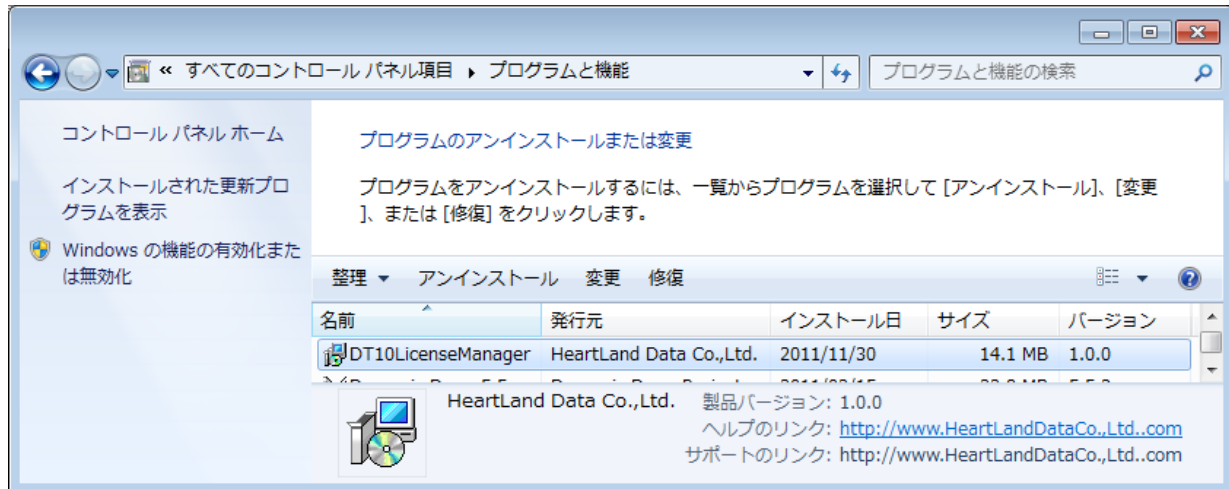 « すべてのコントロール パネル項目 ▸ プログラムと機能
プログラムと機能の検索
コントロール パネル ホーム
インストールされた更新プロ
グラムを表示
Windows の機能の有効化また
は無効化
プログラムのアンインストールまたは変更
プログラムをアンインストールするには、一覧からプログラムを選択して [アンインストール]、[変更
]、または [修復] をクリックします。
整理 アンインストール 変更 修復
名前 発行元 インストール日 サイズ バージョン
DT10LicenseManager HeartLand Data Co.,Ltd. 2011/11/30 14.1 MB 1.0.0
HeartLand Data Co.,Ltd. 製品バージョン: 1.0.0
ヘルプのリンク: http://www.HeartLandDataCo.,Ltd..com
サポートのリンク: http://www.HeartLandDataCo.,Ltd..com